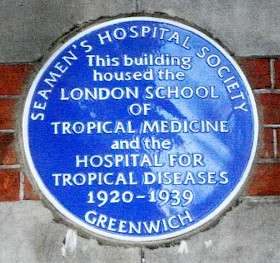 SEAMEN'S HOSPITAL SOCIETY
This building
housed the
LONDON SCHOOL
OF
TROPICAL MEDICINE
and the
HOSPITAL FOR
TROPICAL DISEASES
1920-1939
GREENWICH